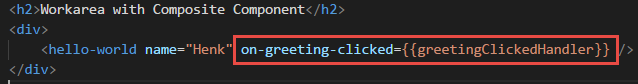 <h2>Workarea with Composite Component</h2>
<div>
<hello-world name="Henk" on-greeting-clicked={{greetingClickedHandler}} />
</div>